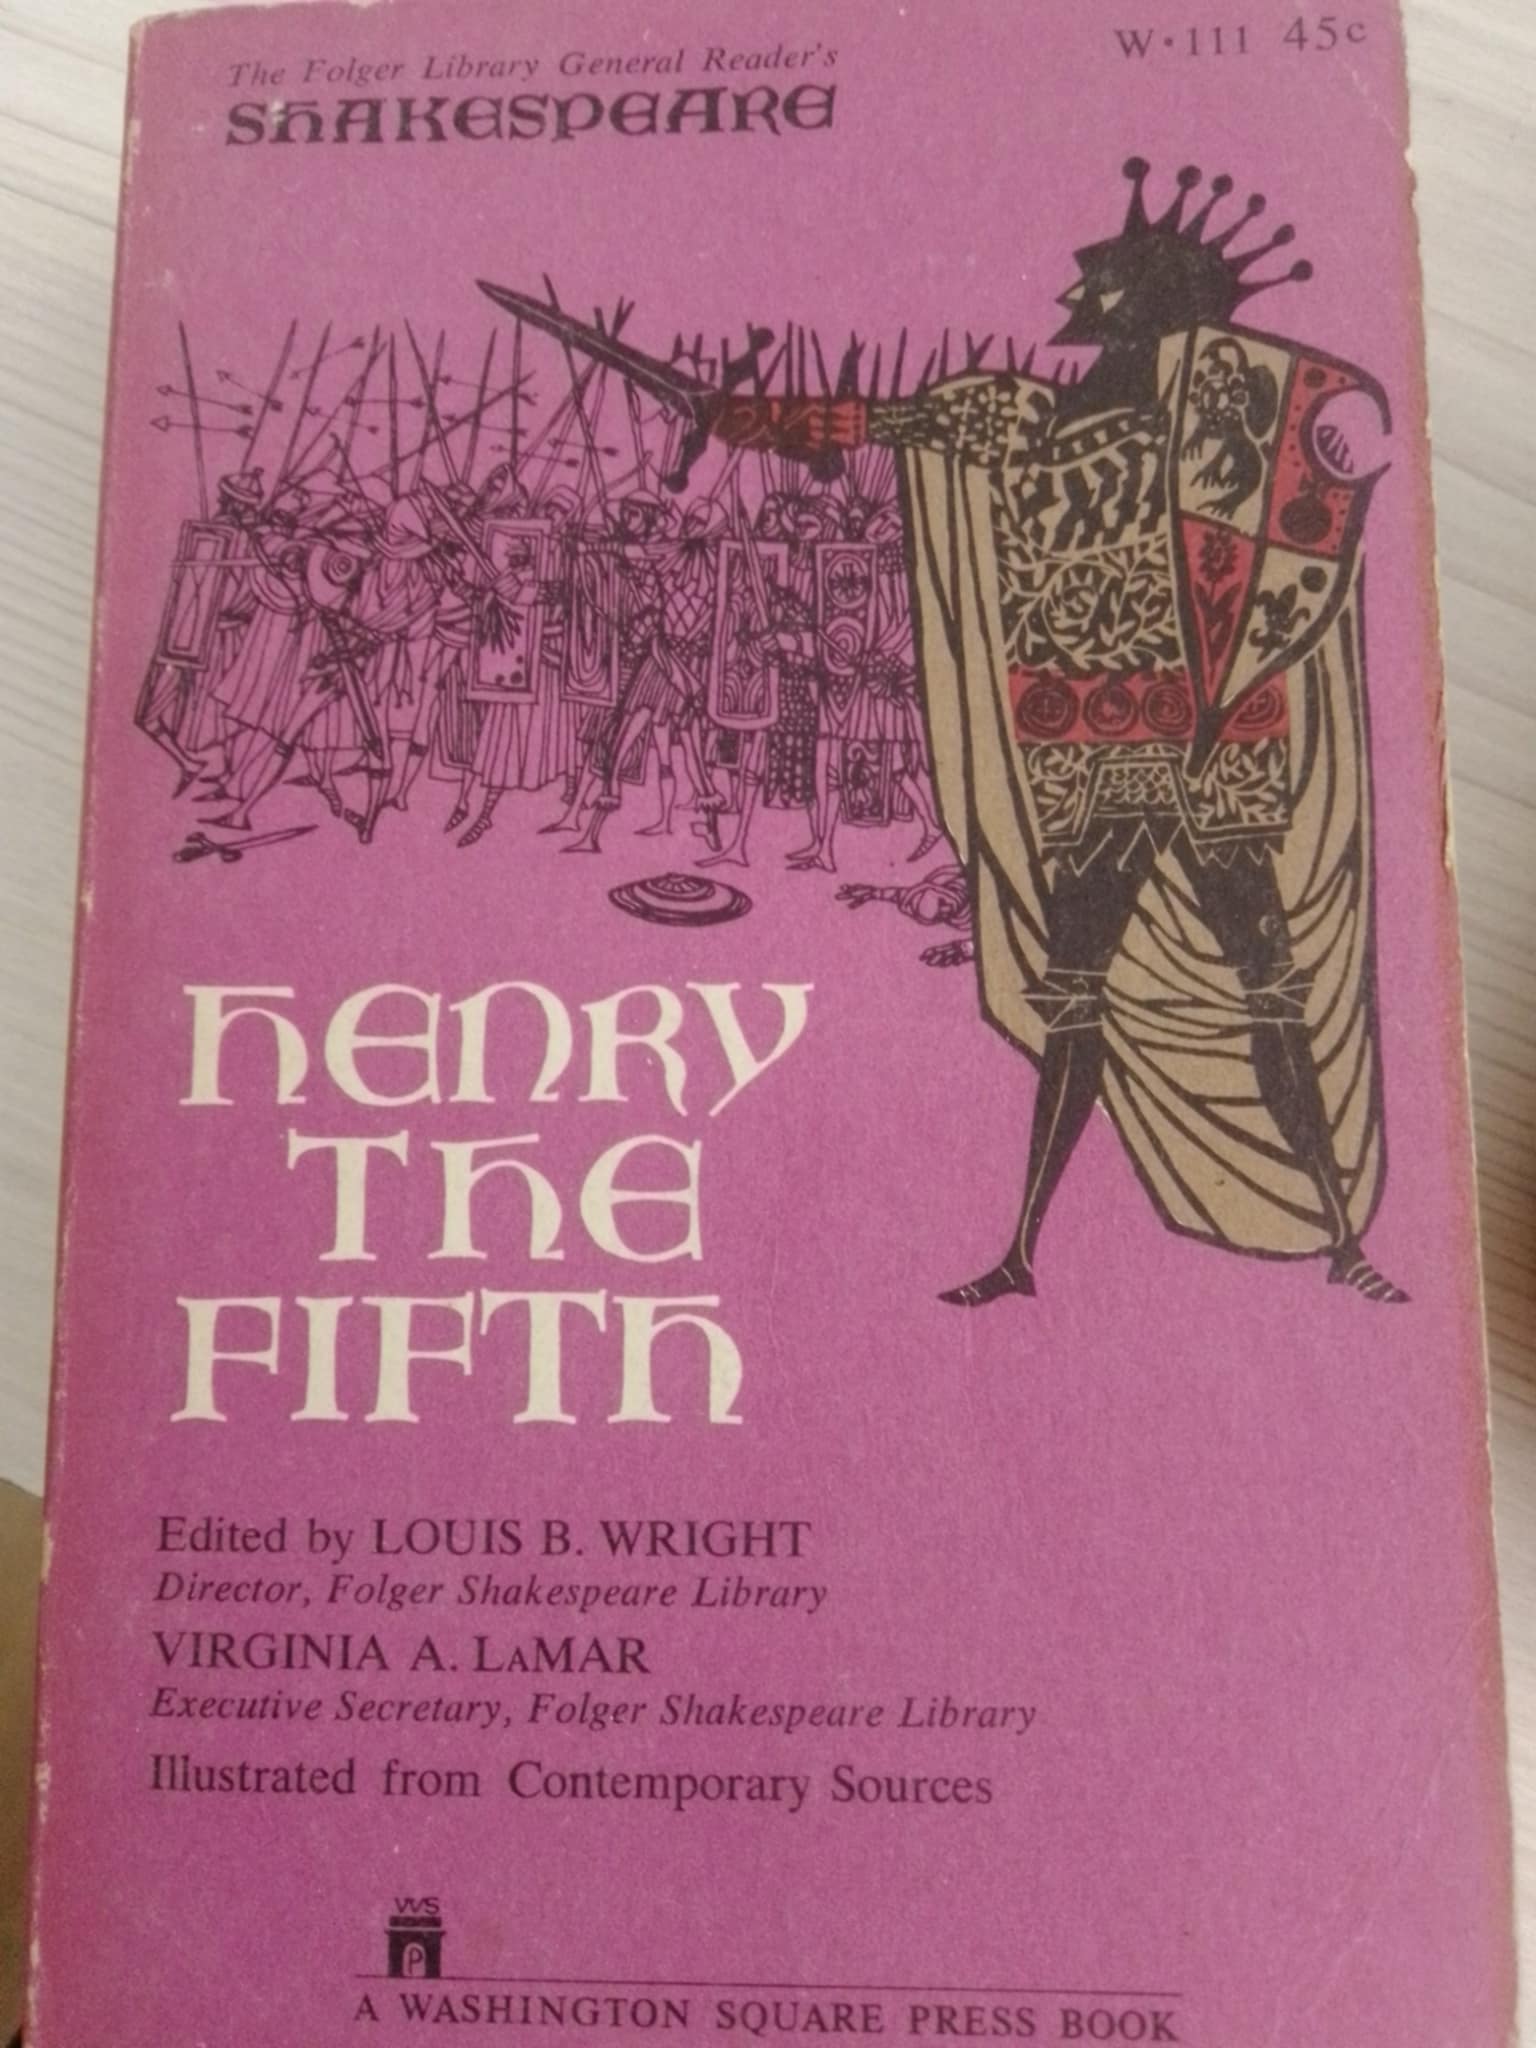 The Folger Library General Reader's
SHAKESPEARE
W·111 45c
HENRY
THE
FIFTH
Edited by LOUIS B. WRIGHT
Director, Folger Shakespeare Library
VIRGINIA A. LAMAR
Executive Secretary, Folger Shakespeare Library
Illustrated from Contemporary Sources
WS
P
A WASHINGTON SQUARE PRESS BOOK